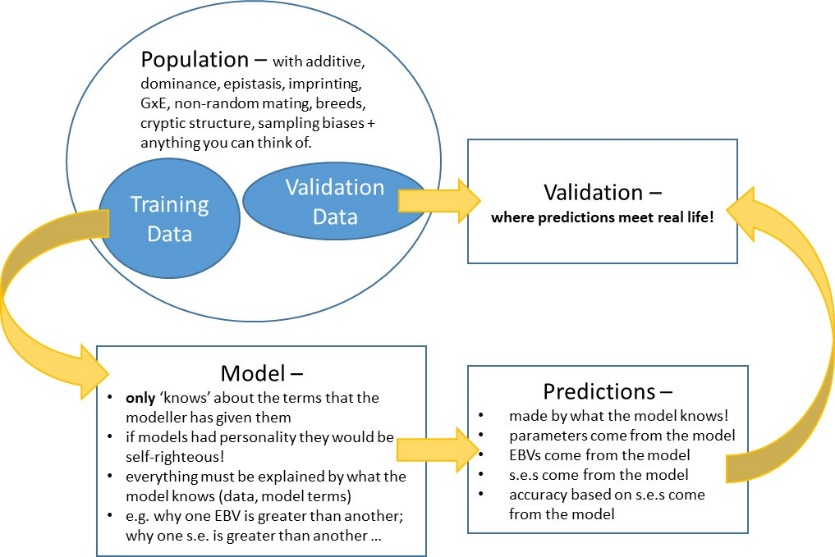 Population – with additive,
dominance, epistasis, imprinting,
GxE, non-random mating, breeds,
cryptic structure, sampling biases +
anything you can think of.
Training
Data
Validation
Data
Validation –
where predictions meet real life!
Model –
• only ‘knows’ about the terms that the
modeller has given them
• if models had personality they would be
self-righteous!
• everything must be explained by what the
model knows (data, model terms)
• e.g. why one EBV is greater than another;
why one s.e. is greater than another ...
Predictions –
• made by what the model knows!
• parameters come from the model
• EBVs come from the model
• s.e.s come from the model
• accuracy based on s.e.s come
from the model